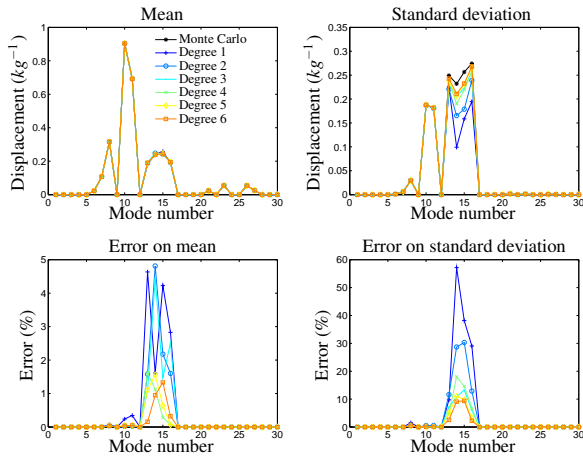 Mean
Displacement (kg⁻¹)
1
0.8
0.6
0.4
0.2
0
0 5 10 15 20 25 30
Mode number
Monte Carlo
Degree 1
Degree 2
Degree 3
Degree 4
Degree 5
Degree 6
Standard deviation
Displacement (kg⁻¹)
0.35
0.3
0.25
0.2
0.15
0.1
0.05
0
0 5 10 15 20 25 30
Mode number
Error on mean
Error (%)
5
4
3
2
1
0
0 5 10 15 20 25 30
Mode number
Error on standard deviation
Error (%)
60
50
40
30
20
10
0
0 5 10 15 20 25 30
Mode number